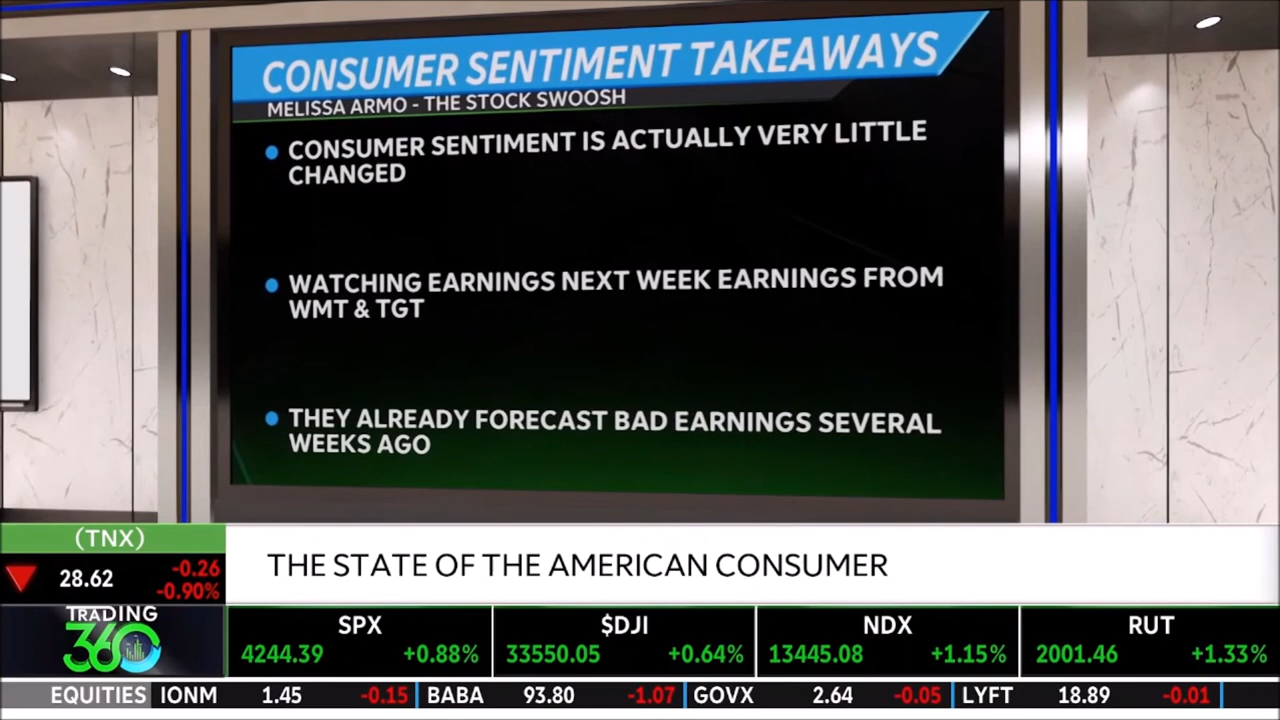 CONSUMER SENTIMENT TAKEAWAYS
MELISSA ARMO - THE STOCK SWOOSH
CONSUMER SENTIMENT IS ACTUALLY VERY LITTLE
CHANGED
WATCHING EARNINGS NEXT WEEK EARNINGS FROM
WMT & TGT
THEY ALREADY FORECAST BAD EARNINGS SEVERAL
WEEKS AGO
(TNX)
28.62 -0.26
-0.90%
THE STATE OF THE AMERICAN CONSUMER
TRADING
360
SPX $DJI NDX RUT
4244.39 +0.88% 33550.05 +0.64% 13445.08 +1.15% 2001.46 +1.33%
EQUITIES IONM 1.45 -0.15 BABA 93.80 -1.07 GOVX 2.64 -0.05 LYFT 18.89 -0.01